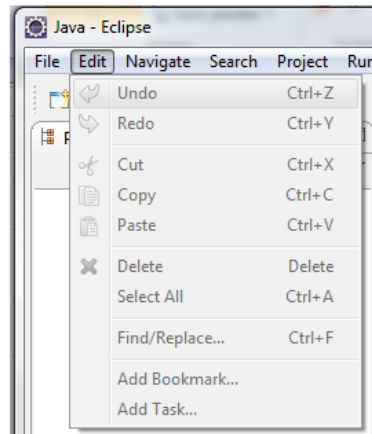 Java - Eclipse
File Edit Navigate Search Project Run
Undo Ctrl+Z
Redo Ctrl+Y
Cut Ctrl+X
Copy Ctrl+C
Paste Ctrl+V
Delete Delete
Select All Ctrl+A
Find/Replace... Ctrl+F
Add Bookmark...
Add Task...